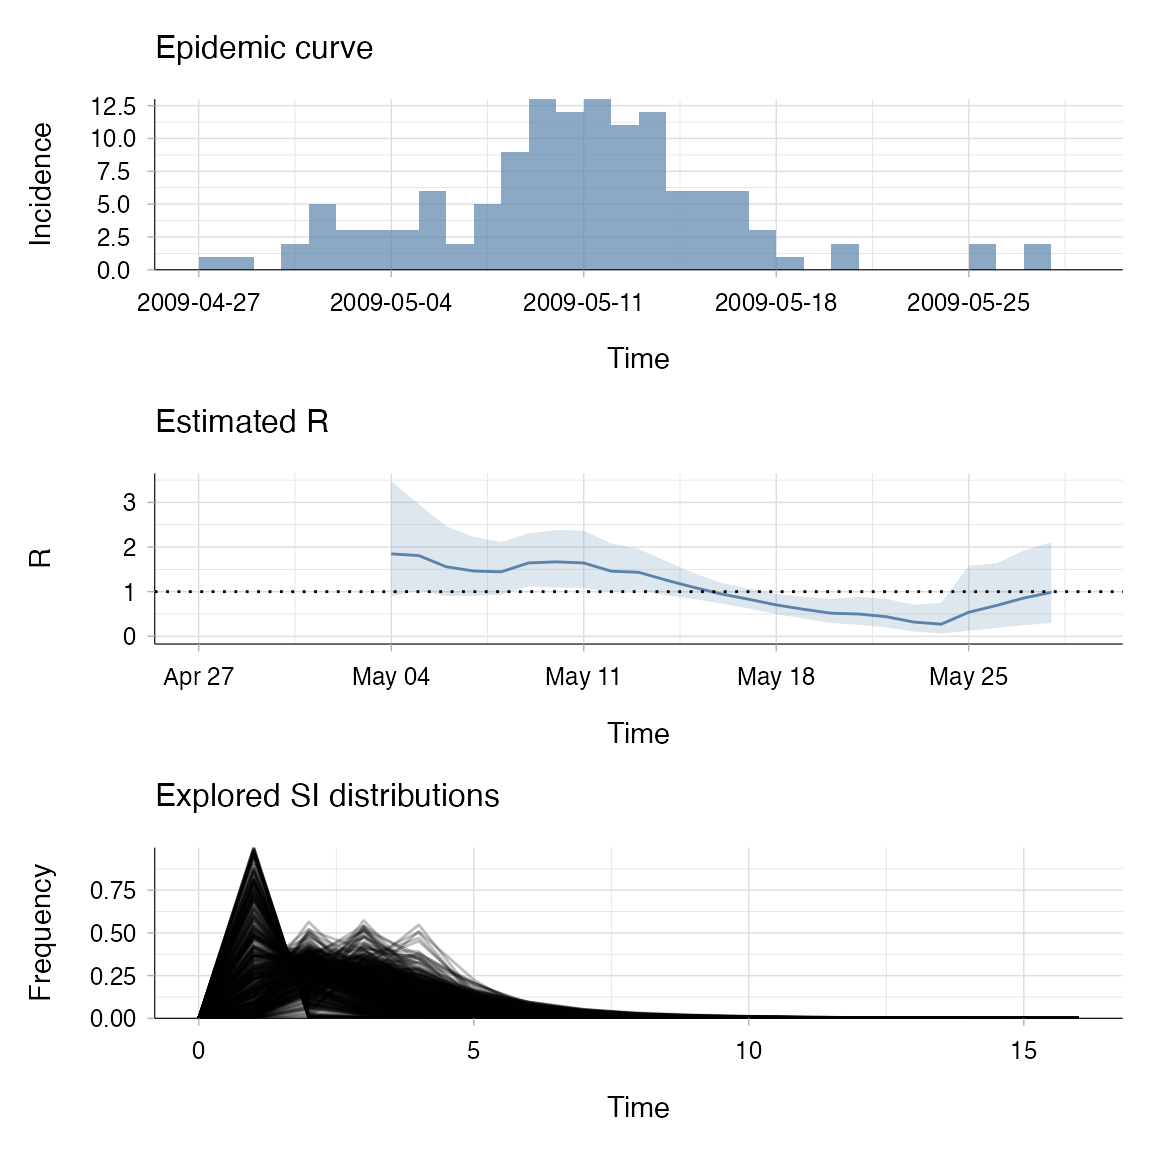 Epidemic curve
Incidence
12.5
10.0
7.5
5.0
2.5
0.0
2009-04-27 2009-05-04 2009-05-11 2009-05-18 2009-05-25
Time
Estimated R
R
3
2
1
0
Apr 27 May 04 May 11 May 18 May 25
Time
Explored SI distributions
Frequency
0.75
0.50
0.25
0.00
0 5 10 15
Time